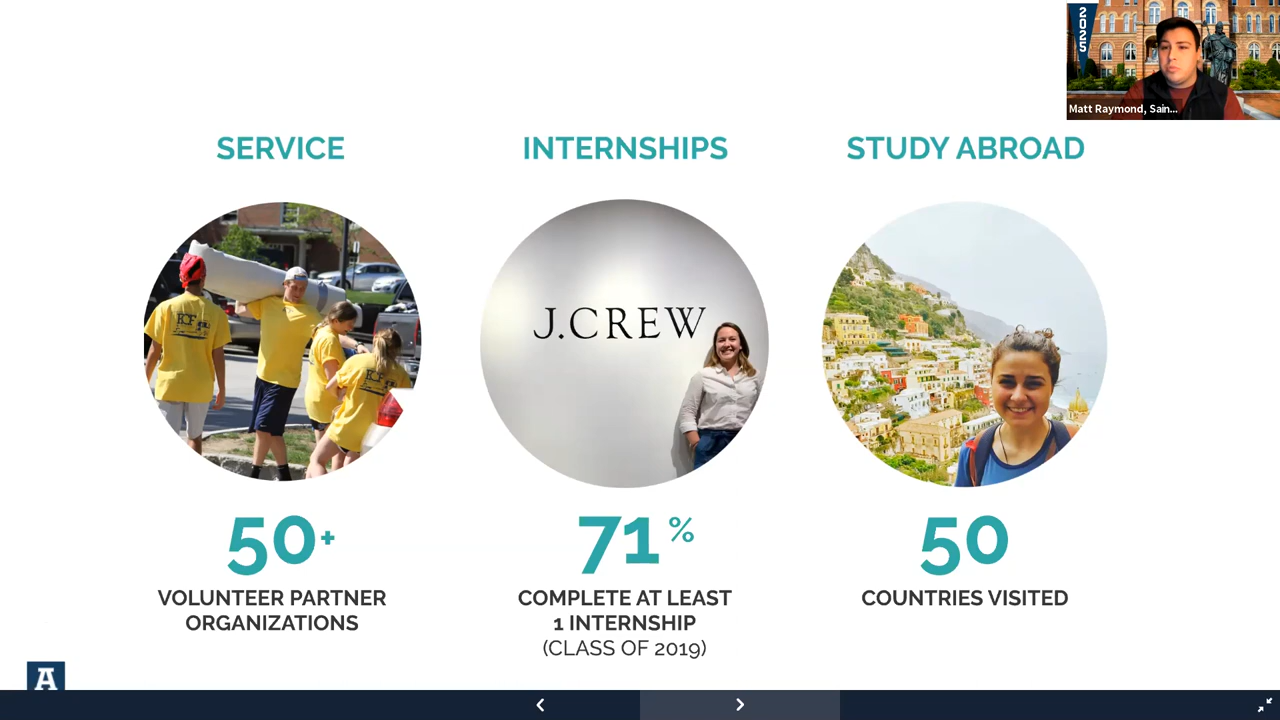 2025
Matt Raymond, Sain...
SERVICE
INTERNSHIPS
STUDY ABROAD
J.CREW
50+
VOLUNTEER PARTNER
ORGANIZATIONS
71%
COMPLETE AT LEAST
1 INTERNSHIP
(CLASS OF 2019)
50
COUNTRIES VISITED
A